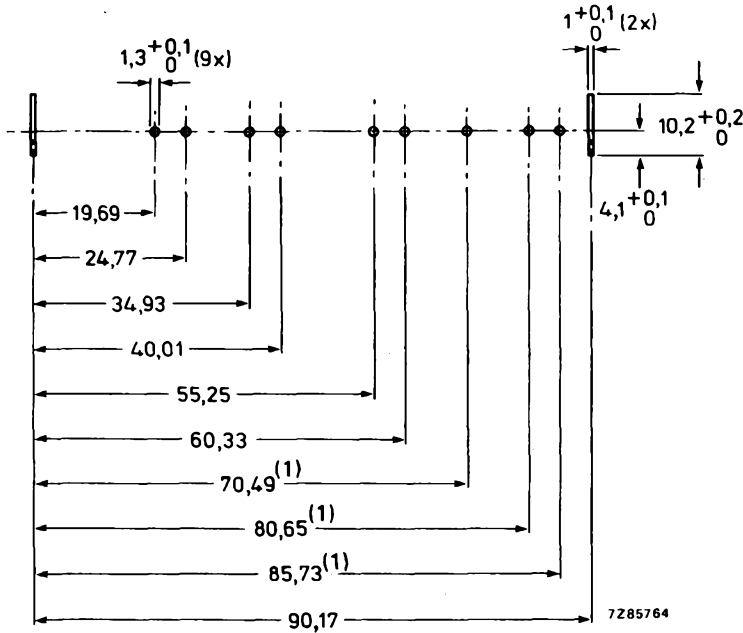 1,3 +0,1 0 (9x)
1 +0,1 0 (2x)
10,2 +0,2 0
4,1 +0,1 0
19,69
24,77
34,93
40,01
55,25
60,33
70,49 (1)
80,65 (1)
85,73 (1)
90,17
7Z85764